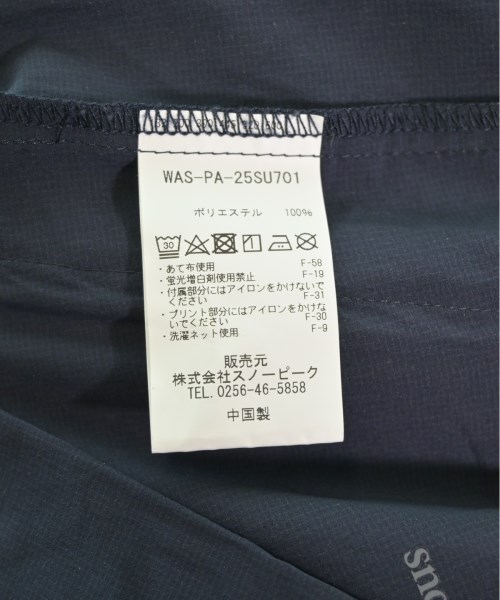 WAS-PA-25SU701
ポリエステル 100%
30
・あて布使用 F-58
・蛍光増白剤使用禁止 F-19
・付属部分にはアイロンをかけないで
ください F-31
・プリント部分にはアイロンをかけな
いでください F-30
・洗濯ネット使用 F-9
販売元
株式会社スノーピーク
TEL. 0256-46-5858
中国製
sno